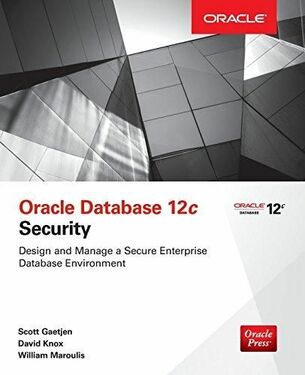 ORACLE
Oracle Database 12c
Security
Design and Manage a Secure Enterprise
Database Environment
ORACLE
DATABASE 12c
Scott Gaetjen
David Knox
William Maroulis
Oracle
Press